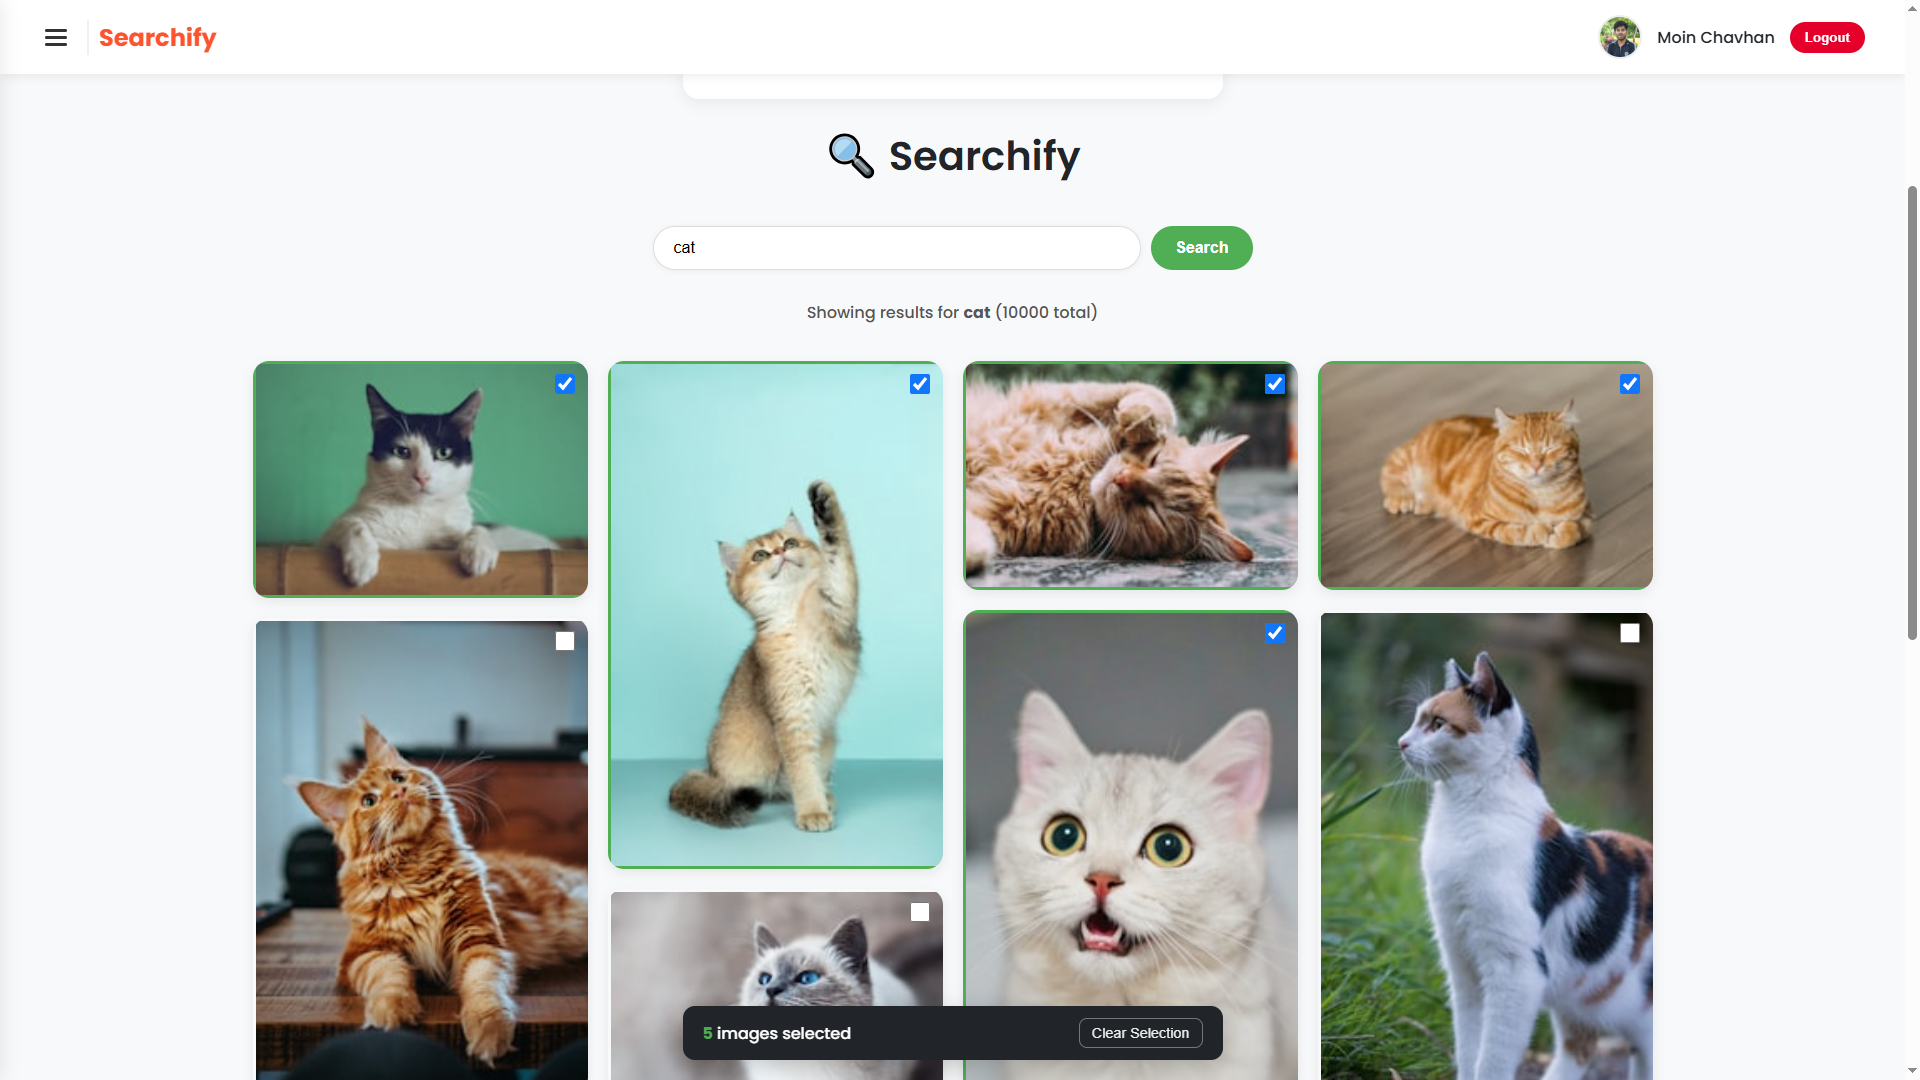 Searchify
Moin Chavhan
Logout
Searchify
cat
Search
Showing results for cat (10000 total)
5 images selected
Clear Selection